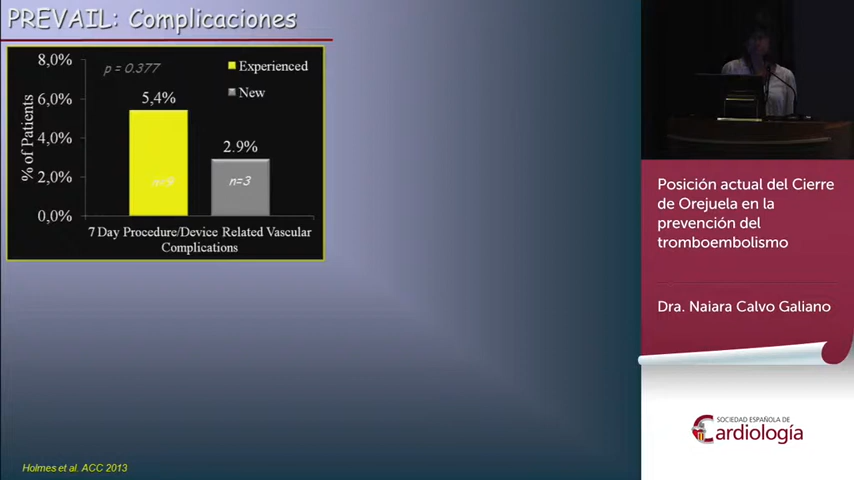 PREVAIL: Complicaciones
8,0%
6,0%
4,0%
2,0%
0,0%
% of Patients
p = 0.377
Experienced
New
5,4%
2.9%
n=9
n=3
7 Day Procedure/Device Related Vascular
Complications
Holmes et al. ACC 2013
Posición actual del Cierre
de Orejuela en la
prevención del
tromboembolismo
Dra. Naiara Calvo Galiano
SOCIEDAD ESPAÑOLA DE
Cardiología